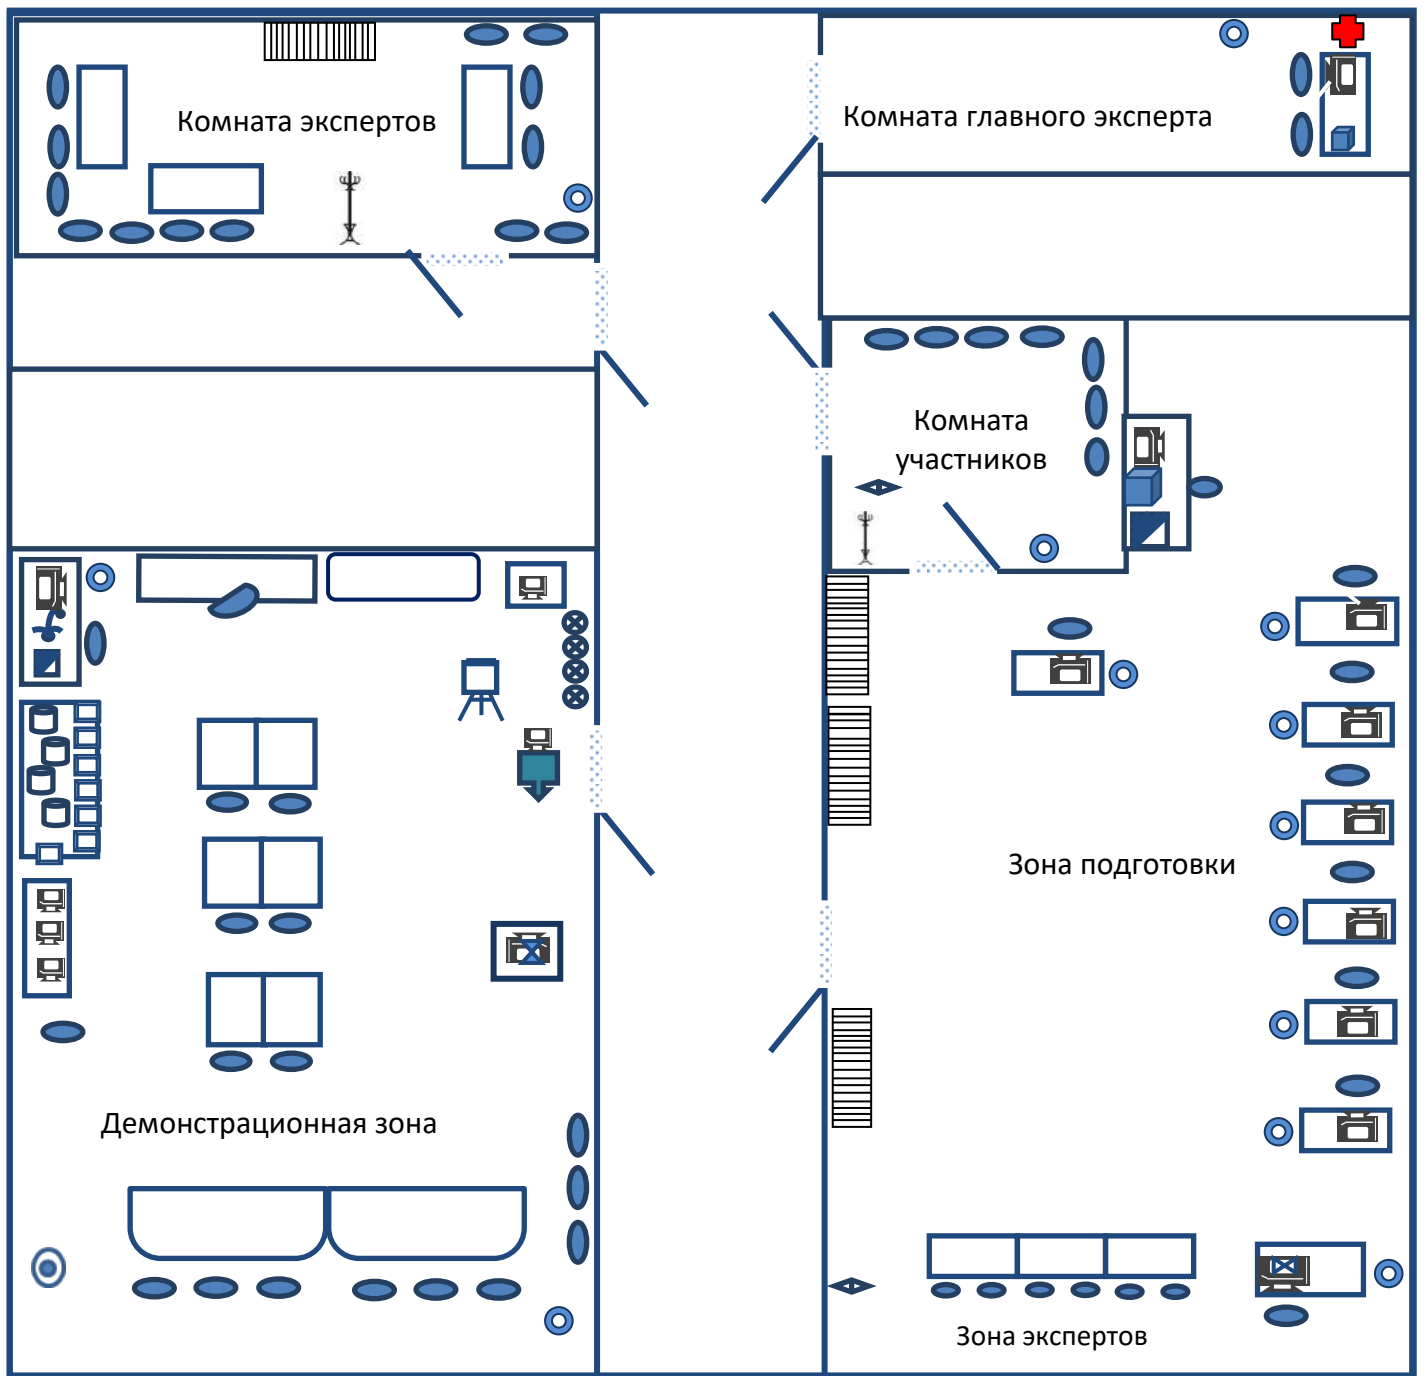 Комната экспертов
Комната главного эксперта
Комната
участников
Зона подготовки
Демонстрационная зона
Зона экспертов